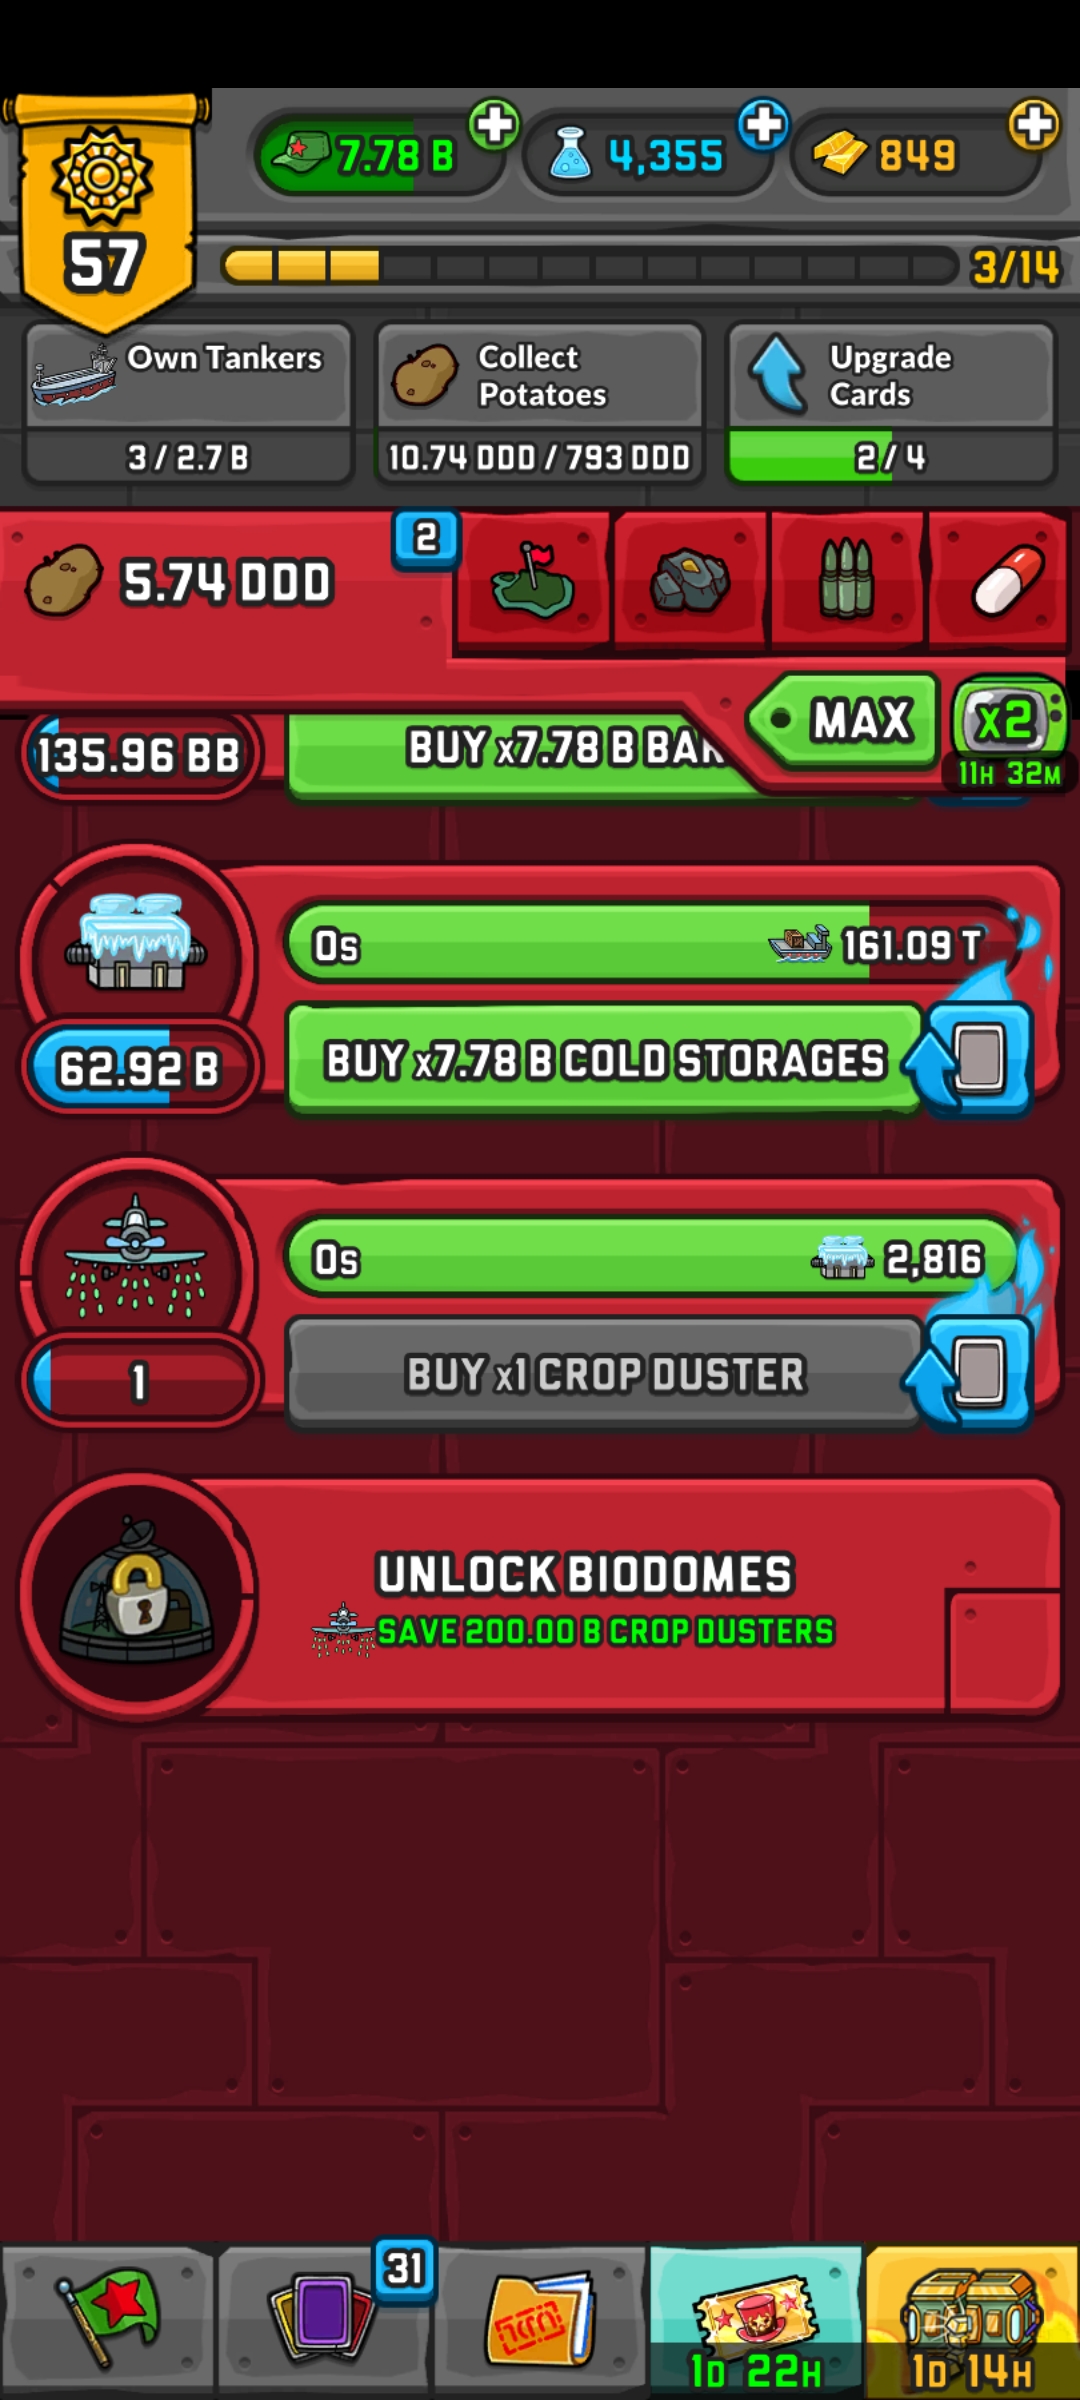 7.78 B
4,355
849
57
3/14
Own Tankers
3 / 2.7 B
Collect
Potatoes
10.74 DDD / 793 DDD
Upgrade
Cards
2 / 4
5.74 DDD
2
MAX
x2
11H 32M
135.96 BB
BUY x7.78 B
0s
161.09 T
62.92 B
BUY x7.78 B COLD STORAGES
0s
2,816
1
BUY x1 CROP DUSTER
UNLOCK BIODOMES
SAVE 200.00 B CROP DUSTERS
31
1D 22H
1D 14H